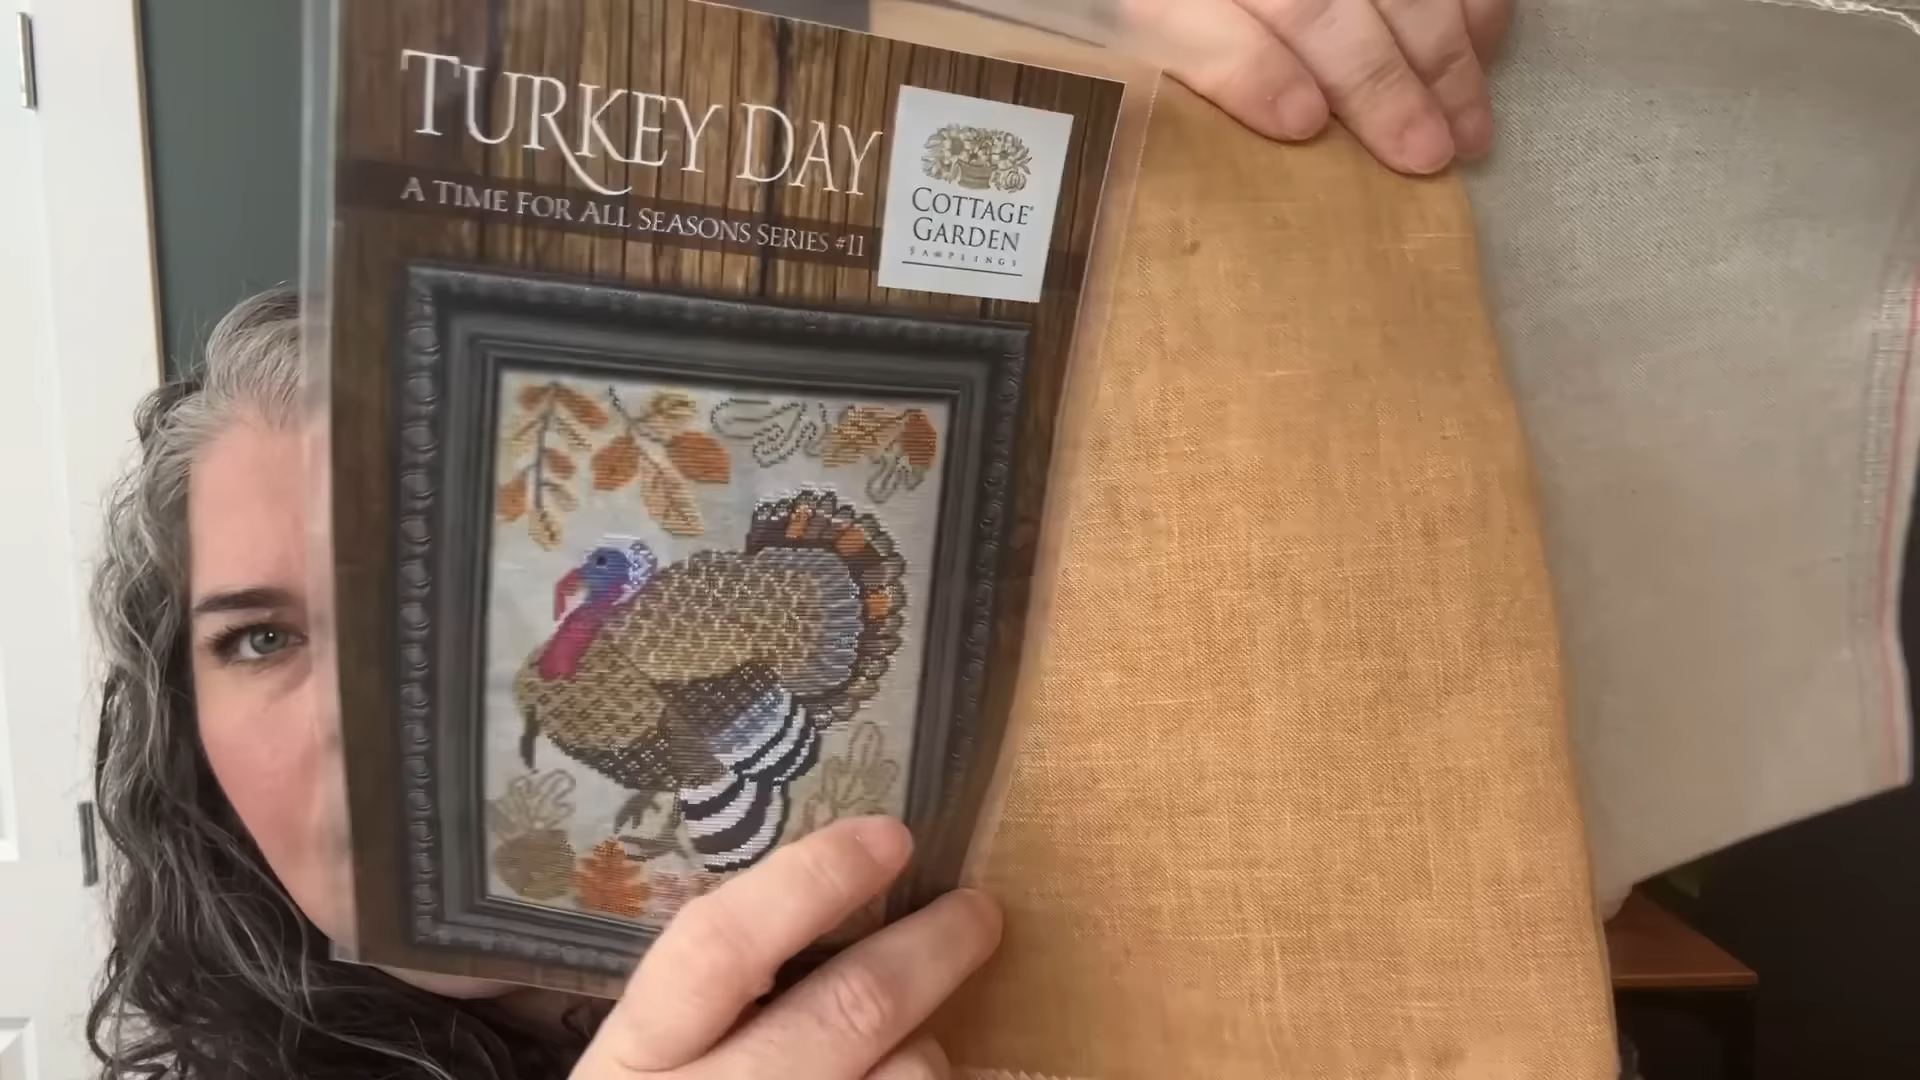 TURKEY DAY
A TIME FOR ALL SEASONS SERIES #11
COTTAGE®
GARDEN
SAMPLINGS